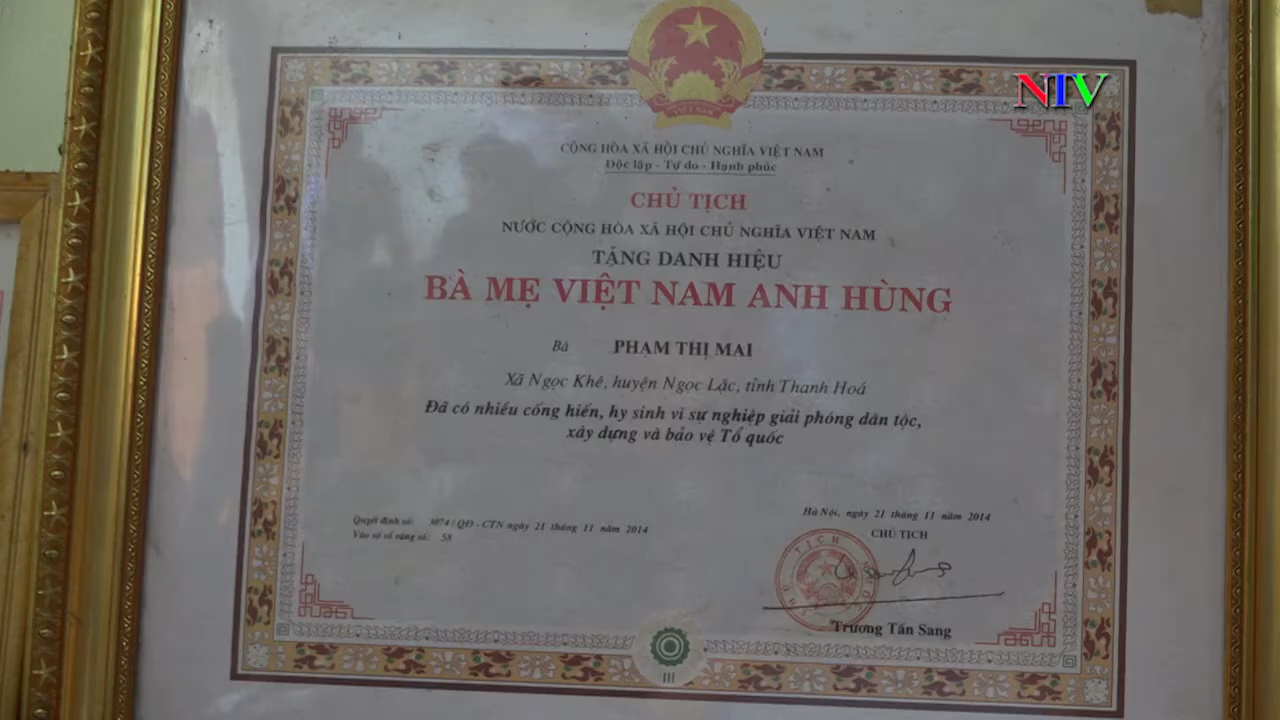 NTV
VIỆT NAM
CỘNG HÒA XÃ HỘI CHỦ NGHĨA VIỆT NAM
Độc lập - Tự do - Hạnh phúc
CHỦ TỊCH
NƯỚC CỘNG HÒA XÃ HỘI CHỦ NGHĨA VIỆT NAM
TẶNG DANH HIỆU
BÀ MẸ VIỆT NAM ANH HÙNG
Bà PHẠM THỊ MAI
Xã Ngọc Khê, huyện Ngọc Lặc, tỉnh Thanh Hoá
Đã có nhiều cống hiến, hy sinh vì sự nghiệp giải phóng dân tộc,
xây dựng và bảo vệ Tổ quốc
Quyết định số: 3074 / QĐ - CTN ngày 21 tháng 11 năm 2014
Vào sổ số vàng số: 58
Hà Nội, ngày 21 tháng 11 năm 2014
CHỦ TỊCH
Trương Tấn Sang
III